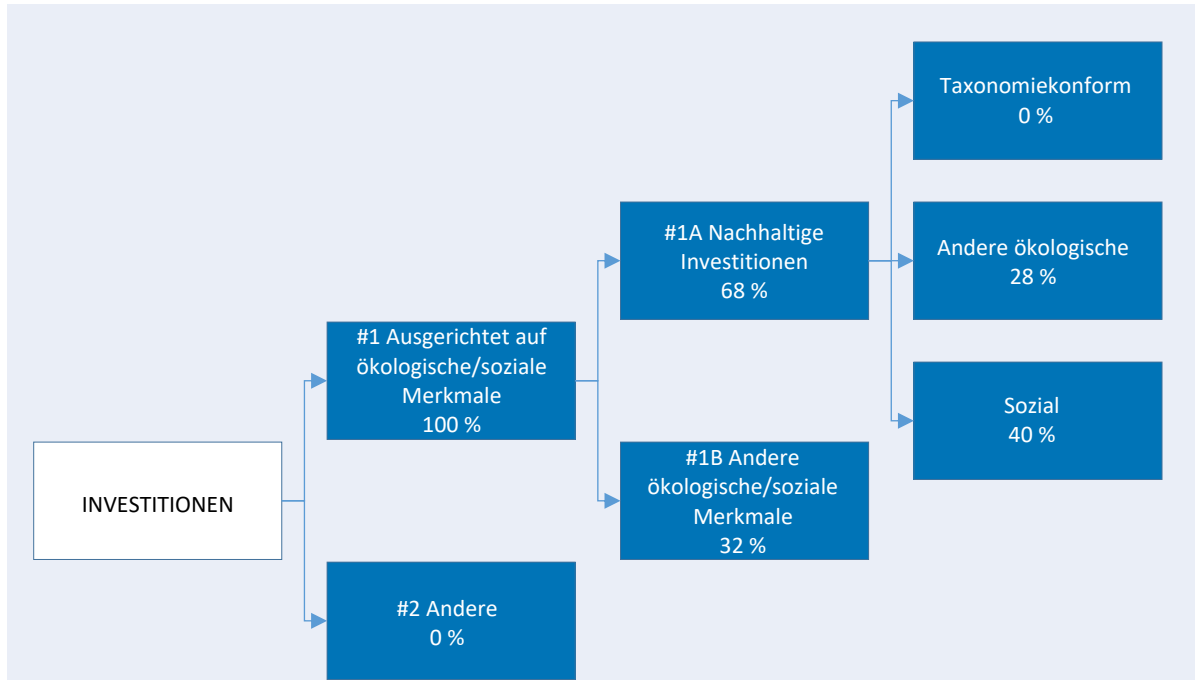 INVESTITIONEN
#1 Ausgerichtet auf
ökologische/soziale
Merkmale
100 %
#2 Andere
0 %
#1A Nachhaltige
Investitionen
68 %
#1B Andere
ökologische/soziale
Merkmale
32 %
Taxonomiekonform
0 %
Andere ökologische
28 %
Sozial
40 %